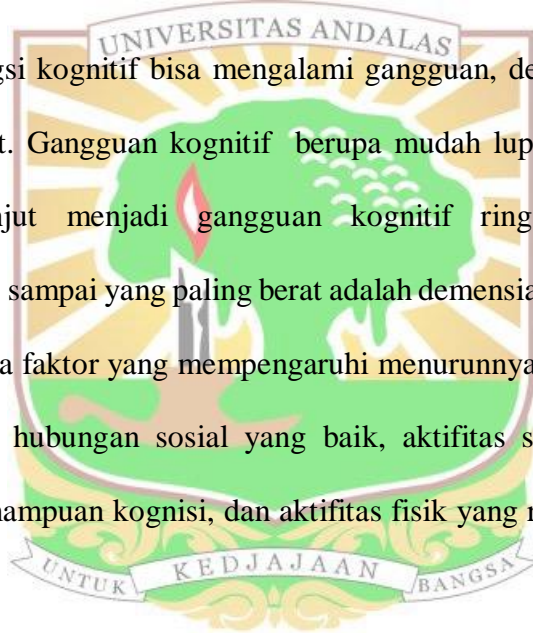 UNIVERSITAS ANDALAS
gsi kognitif bisa mengalami gangguan, de
t. Gangguan kognitif berupa mudah lup
jut menjadi gangguan kognitif ring
sampai yang paling berat adalah demensia
a faktor yang mempengaruhi menurunnya
hubungan sosial yang baik, aktifitas s
ampuan kognisi, dan aktifitas fisik yang
UNTUK KEDJAJAAN BANGSA